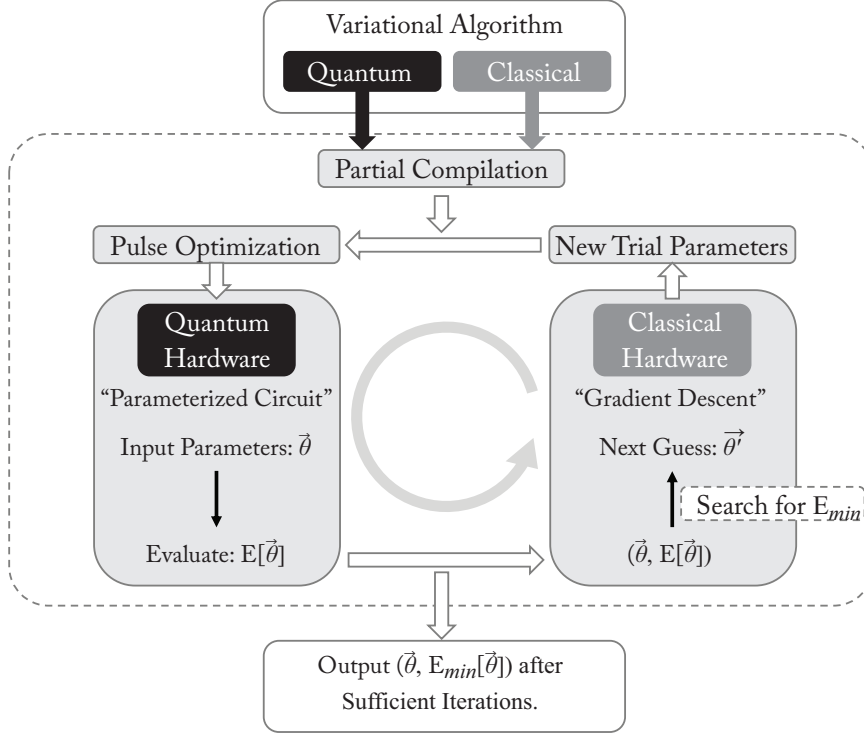 Variational Algorithm
Quantum
Classical
Partial Compilation
Pulse Optimization
New Trial Parameters
Quantum
Hardware
“Parameterized Circuit”
Input Parameters: θ⃗
Evaluate: E[θ⃗]
Classical
Hardware
“Gradient Descent”
Next Guess: θ⃗′
Search for E_min
(θ⃗, E[θ⃗])
Output (θ⃗, E_min[θ⃗]) after
Sufficient Iterations.